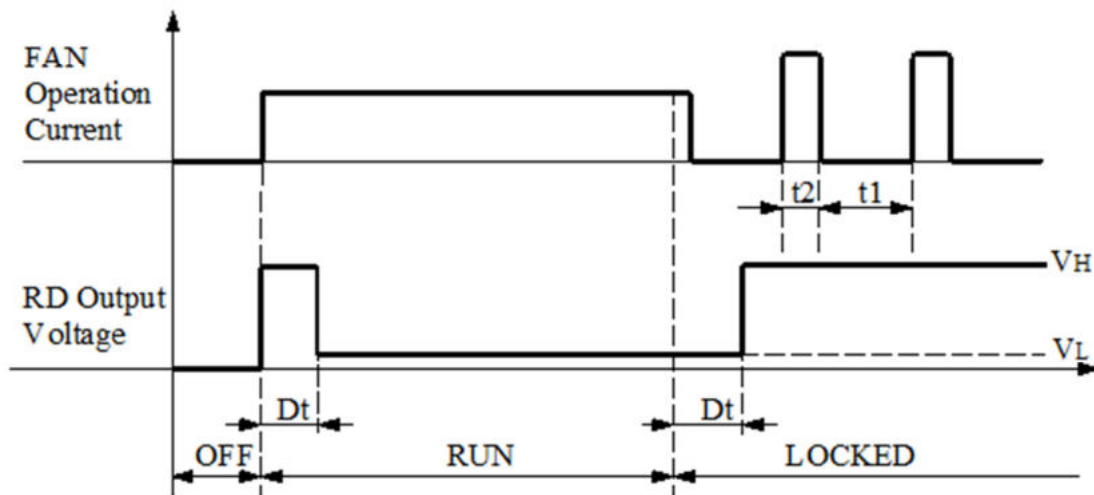 FAN
Operation
Current
t2 t1
VH
RD Output
Voltage
VL
Dt Dt
OFF RUN LOCKED